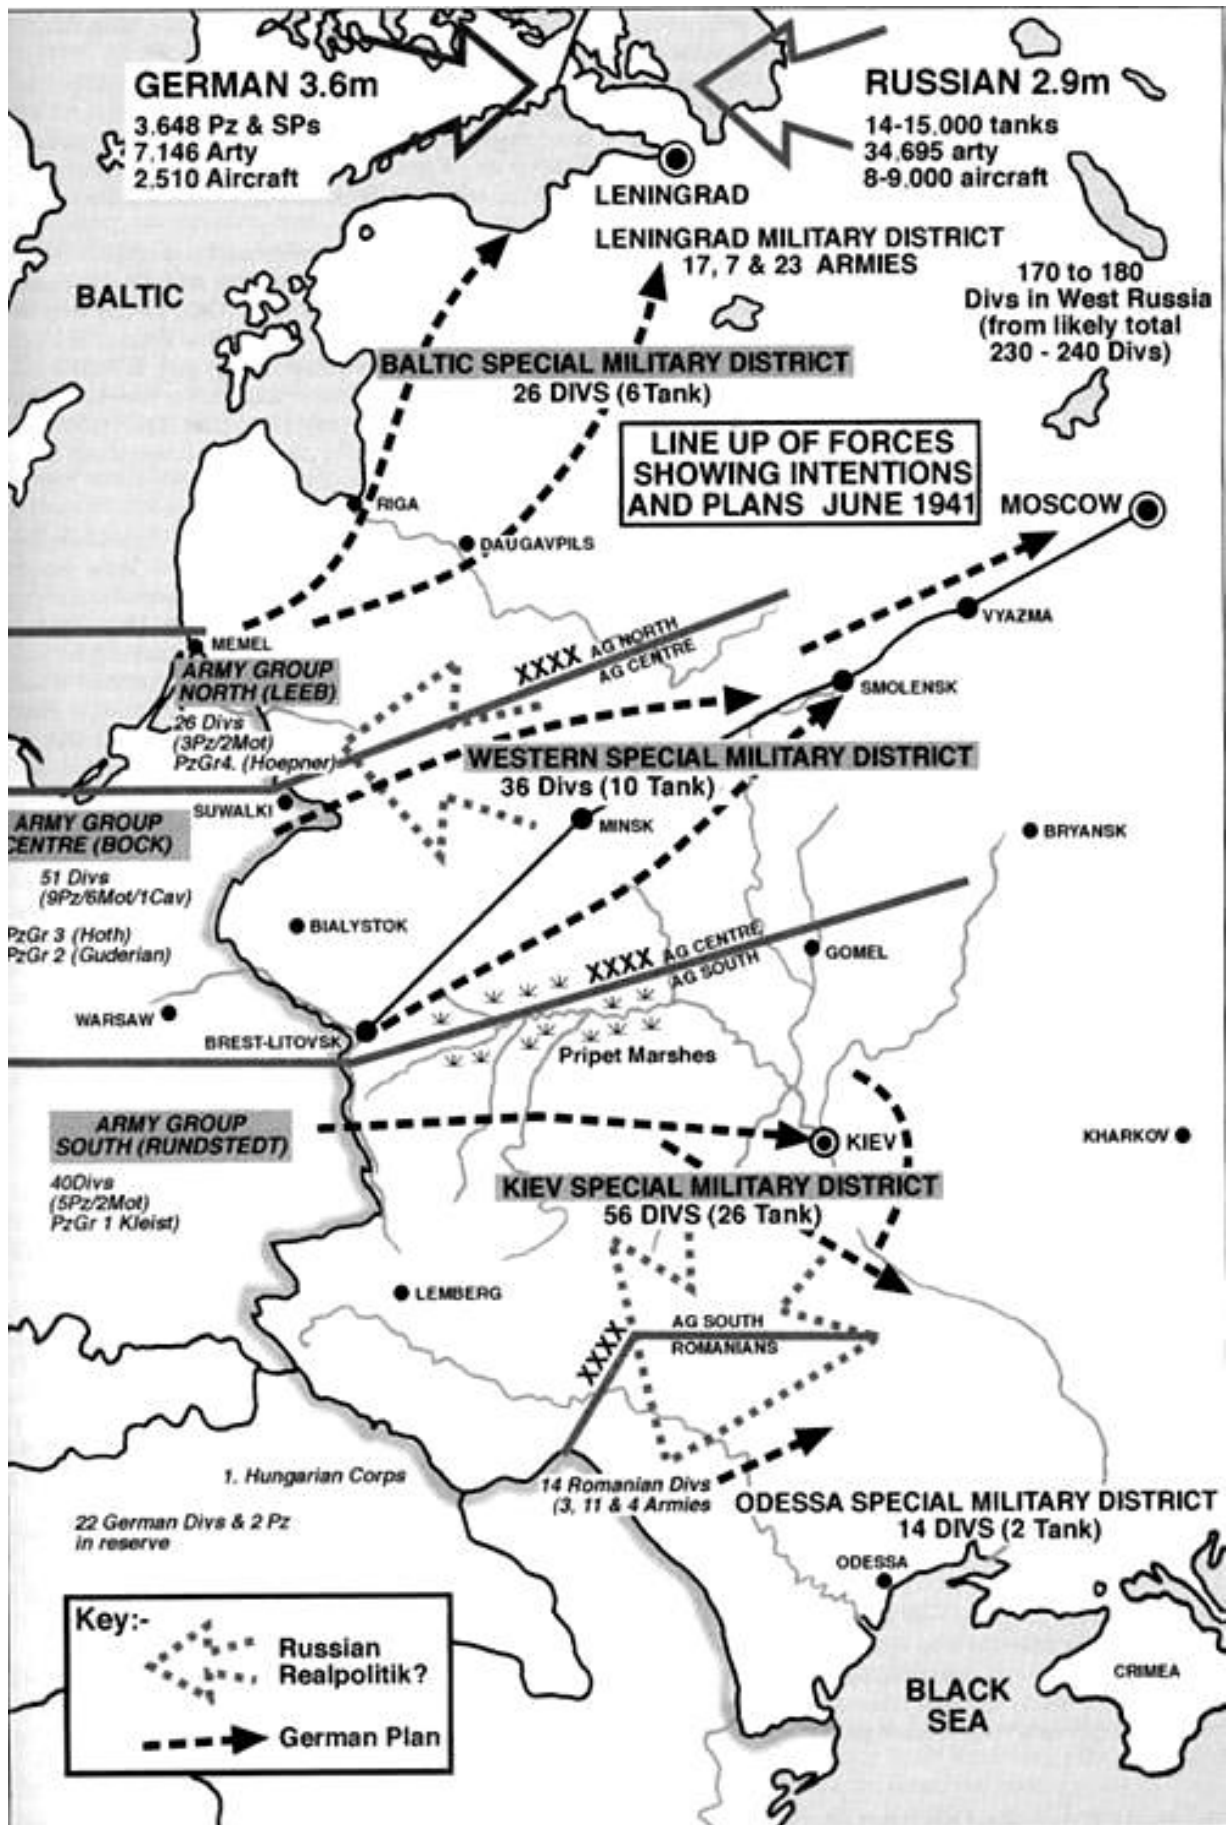 GERMAN 3.6m
3.648 Pz & SPs
7.146 Arty
2.510 Aircraft
RUSSIAN 2.9m
14-15.000 tanks
34.695 arty
8-9.000 aircraft
LENINGRAD
LENINGRAD MILITARY DISTRICT
17, 7 & 23 ARMIES
170 to 180
Divs in West Russia
(from likely total
230 - 240 Divs)
BALTIC
BALTIC SPECIAL MILITARY DISTRICT
26 DIVS (6 Tank)
LINE UP OF FORCES
SHOWING INTENTIONS
AND PLANS JUNE 1941
MOSCOW
RIGA
DAUGAVPILS
VYAZMA
MEMEL
XXXX AG NORTH
AG CENTRE
ARMY GROUP
NORTH (LEEB)
26 Divs
(3Pz/2Mot)
PzGr4. (Hoepner)
SMOLENSK
WESTERN SPECIAL MILITARY DISTRICT
36 Divs (10 Tank)
SUWALKI
MINSK
BRYANSK
ARMY GROUP
CENTRE (BOCK)
51 Divs
(9Pz/6Mot/1Cav)
PzGr 3 (Hoth)
PzGr 2 (Guderian)
BIALYSTOK
XXXX AG CENTRE
AG SOUTH
GOMEL
WARSAW
BREST-LITOVSK
Pripet Marshes
ARMY GROUP
SOUTH (RUNDSTEDT)
40Divs
(5Pz/2Mot)
PzGr 1 Kleist)
KIEV
KHARKOV
KIEV SPECIAL MILITARY DISTRICT
56 DIVS (26 Tank)
LEMBERG
XXXX
AG SOUTH
ROMANIANS
1. Hungarian Corps
14 Romanian Divs
(3, 11 & 4 Armies
22 German Divs & 2 Pz
in reserve
ODESSA SPECIAL MILITARY DISTRICT
14 DIVS (2 Tank)
ODESSA
Key:-
Russian
Realpolitik?
German Plan
BLACK
SEA
CRIMEA